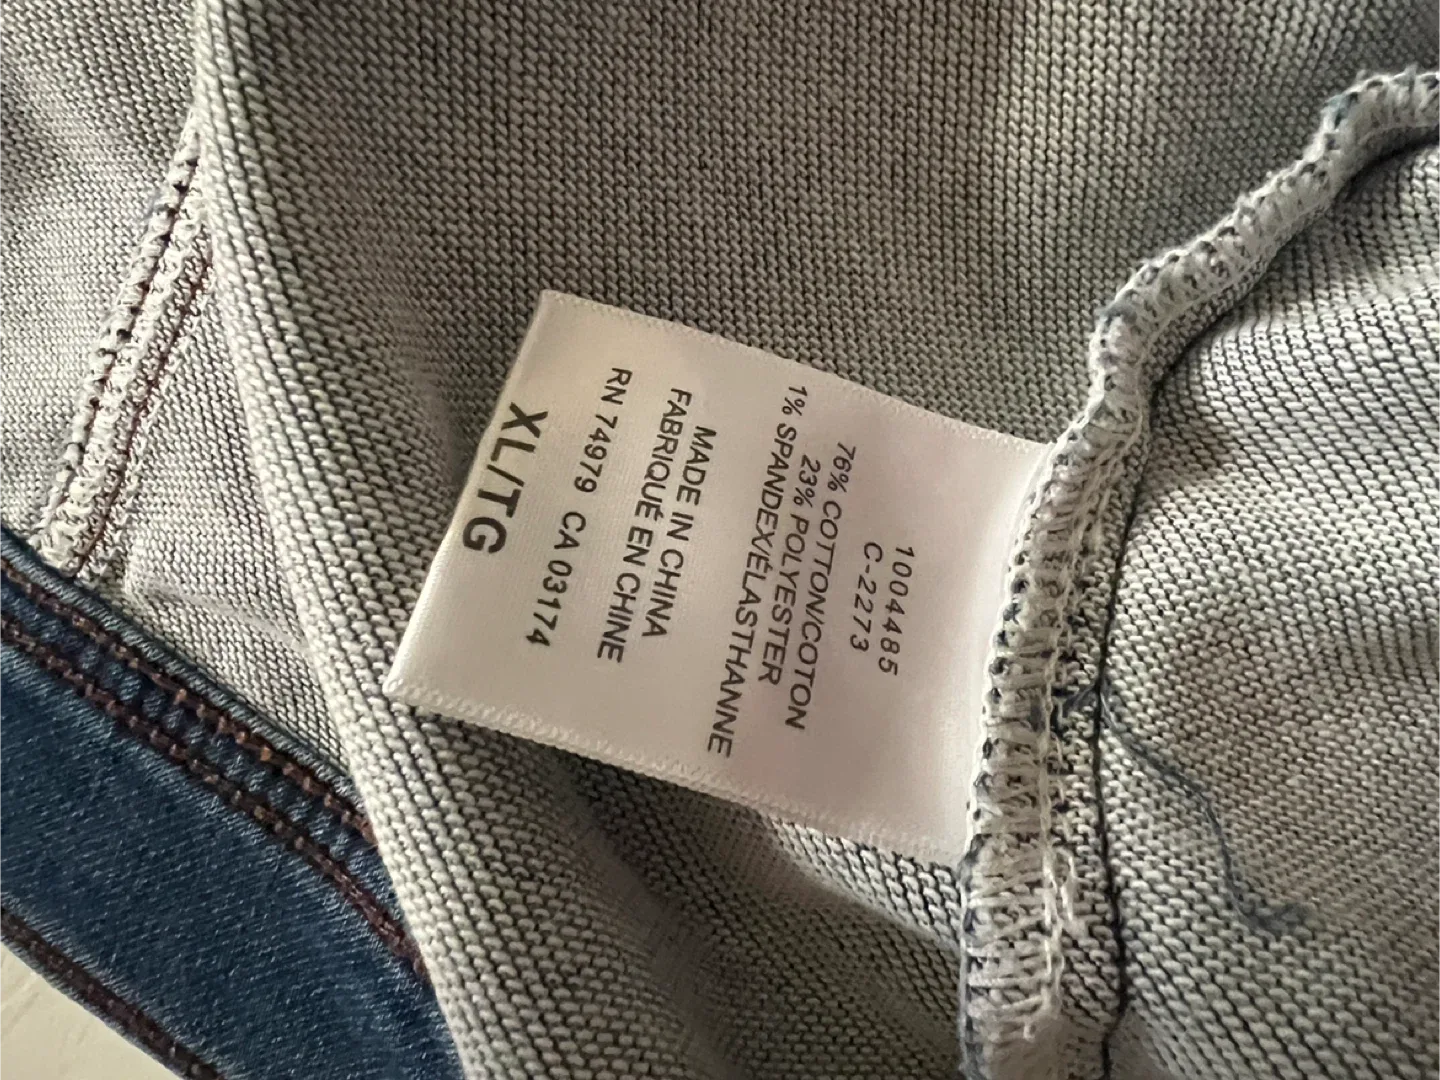 1004485
C-2273
76% COTTON/COTON
23% POLYESTER
1% SPANDEX/ÉLASTHANNE
MADE IN CHINA
FABRIQUÉ EN CHINE
RN 74979 CA 03174
XL/TG